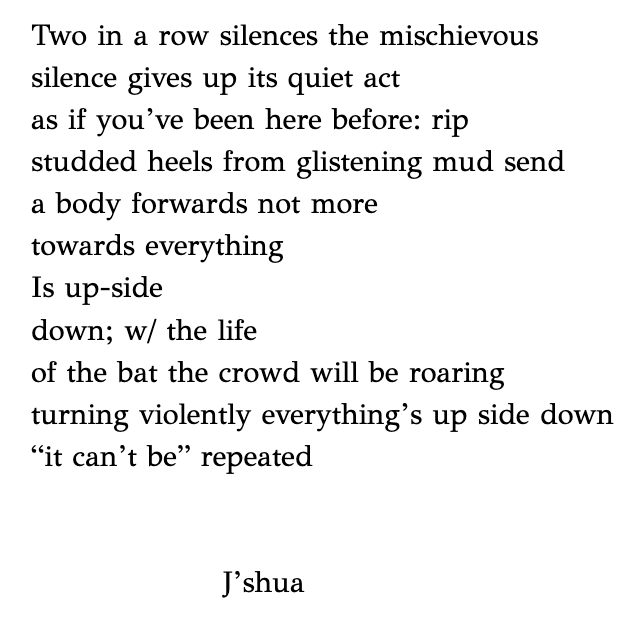 Two in a row silences the mischievous
silence gives up its quiet act
as if you’ve been here before: rip
studded heels from glistening mud send
a body forwards not more
towards everything
Is up-side
down; w/ the life
of the bat the crowd will be roaring
turning violently everything’s up side down
“it can’t be” repeated
J’shua